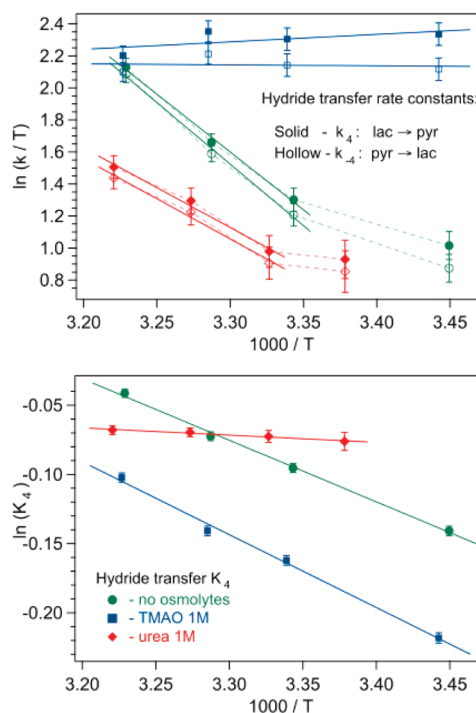 2.4
2.2
2.0
1.8
1.6
1.4
1.2
1.0
0.8
ln (k / T)
Hydride transfer rate constants:
Solid - k4 : lac → pyr
Hollow - k-4 : pyr → lac
3.20 3.25 3.30 3.35 3.40 3.45
1000 / T
-0.05
-0.10
-0.15
-0.20
ln (K4)
Hydride transfer K4
- no osmolytes
- TMAO 1M
- urea 1M
3.20 3.25 3.30 3.35 3.40 3.45
1000 / T